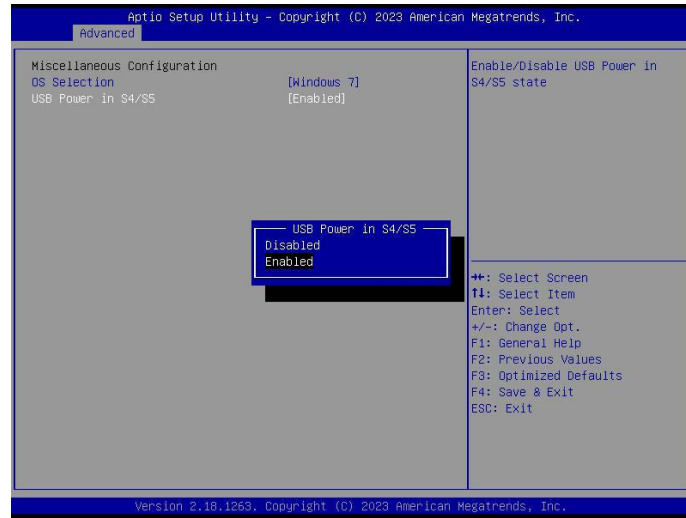 Aptio Setup Utility – Copyright (C) 2023 American Megatrends, Inc.
Advanced
Miscellaneous Configuration
OS Selection [Windows 7]
USB Power in S4/S5 [Enabled]
Enable/Disable USB Power in
S4/S5 state
USB Power in S4/S5
Disabled
Enabled
→←: Select Screen
↑↓: Select Item
Enter: Select
+/-: Change Opt.
F1: General Help
F2: Previous Values
F3: Optimized Defaults
F4: Save & Exit
ESC: Exit
Version 2.18.1263. Copyright (C) 2023 American Megatrends, Inc.